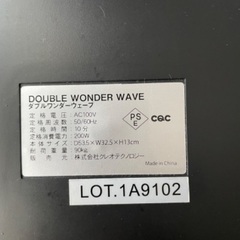 DOUBLE WONDER WAVE
ダブルワンダーウェーブ
定格電圧：AC100V
定格周波数：50/60Hz
定格時間：10分
定格消費電力：200W
サイズ：D53.5×W32.5×H13cm
最大荷重：90kg
販売元：株式会社クレオテクノロジー
PS
E
CQC
Made in China
LOT.1A9102